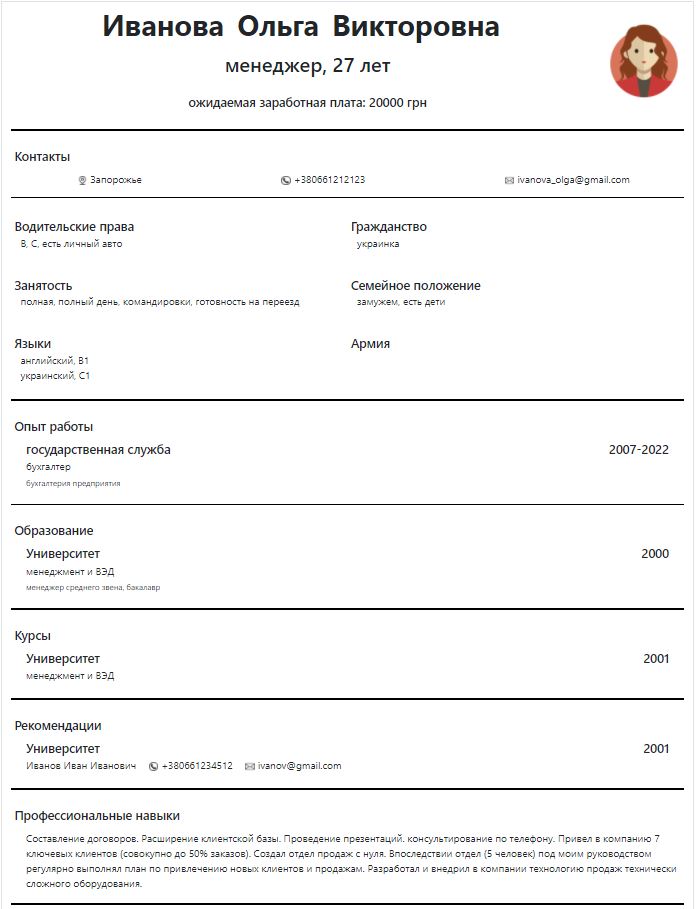 Иванова Ольга Викторовна
менеджер, 27 лет
ожидаемая заработная плата: 20000 грн
Контакты
Запорожье +380661212123 ivanova_olga@gmail.com
Водительские права Гражданство
B, C, есть личный авто украинка
Занятость Семейное положение
полная, полный день, командировки, готовность на переезд замужем, есть дети
Языки Армия
английский, B1
украинский, C1
Опыт работы
государственная служба 2007-2022
бухгалтер
бухгалтерия предприятия
Образование
Университет 2000
менеджмент и ВЭД
менеджер среднего звена, бакалавр
Курсы
Университет 2001
менеджмент и ВЭД
Рекомендации
Университет 2001
Иванов Иван Иванович +380661234512 ivanov@gmail.com
Профессиональные навыки
Составление договоров. Расширение клиентской базы. Проведение презентаций. консультирование по телефону. Привел в компанию 7
ключевых клиентов (совокупно до 50% заказов). Создал отдел продаж с нуля. Впоследствии отдел (5 человек) под моим руководством
регулярно выполнял план по привлечению новых клиентов и продажам. Разработал и внедрил в компании технологию продаж технически
сложного оборудования.